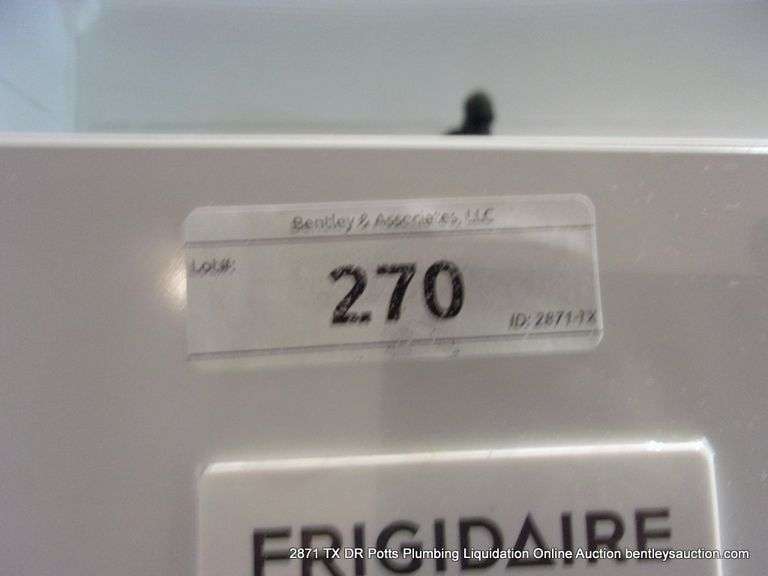 Bentley & Associates, LLC
Lot#:
270
ID: 2871-TX
FRIGIDAIRE
2871 TX DR Potts Plumbing Liquidation Online Auction bentleysauction.com